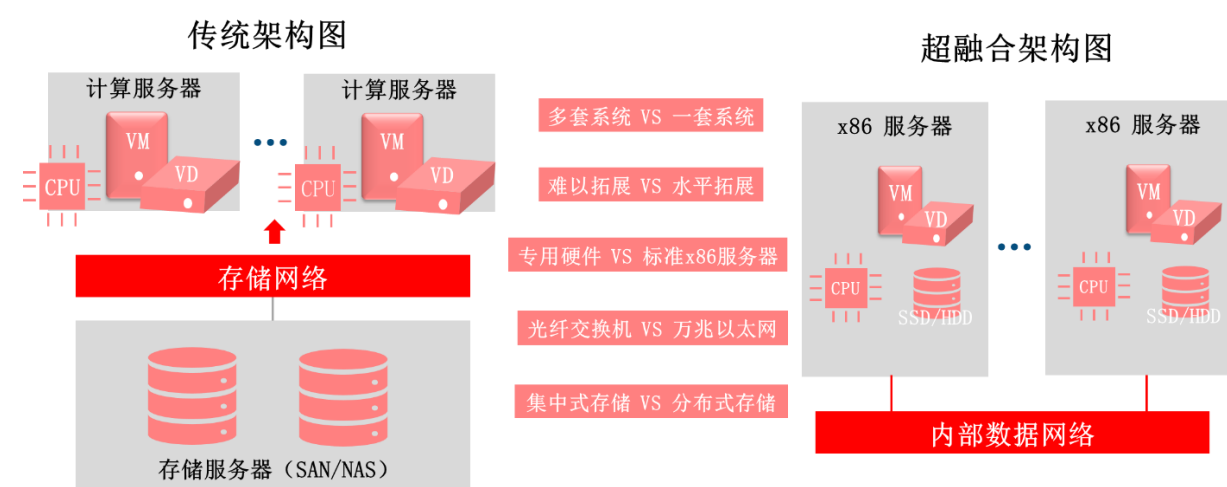 传统架构图
计算服务器
VM
VD
CPU
计算服务器
VM
VD
CPU
存储网络
存储服务器（SAN/NAS）
多套系统 VS 一套系统
难以拓展 VS 水平拓展
专用硬件 VS 标准x86服务器
光纤交换机 VS 万兆以太网
集中式存储 VS 分布式存储
超融合架构图
x86 服务器
VM
VD
CPU
SSD/HDD
x86 服务器
VM
VD
CPU
SSD/HDD
内部数据网络